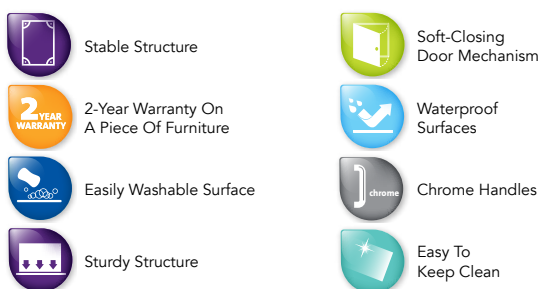 Stable Structure
Soft-Closing
Door Mechanism
2 YEAR
WARRANTY
2-Year Warranty On
A Piece Of Furniture
Waterproof
Surfaces
Easily Washable Surface
chrome
Chrome Handles
Sturdy Structure
Easy To
Keep Clean